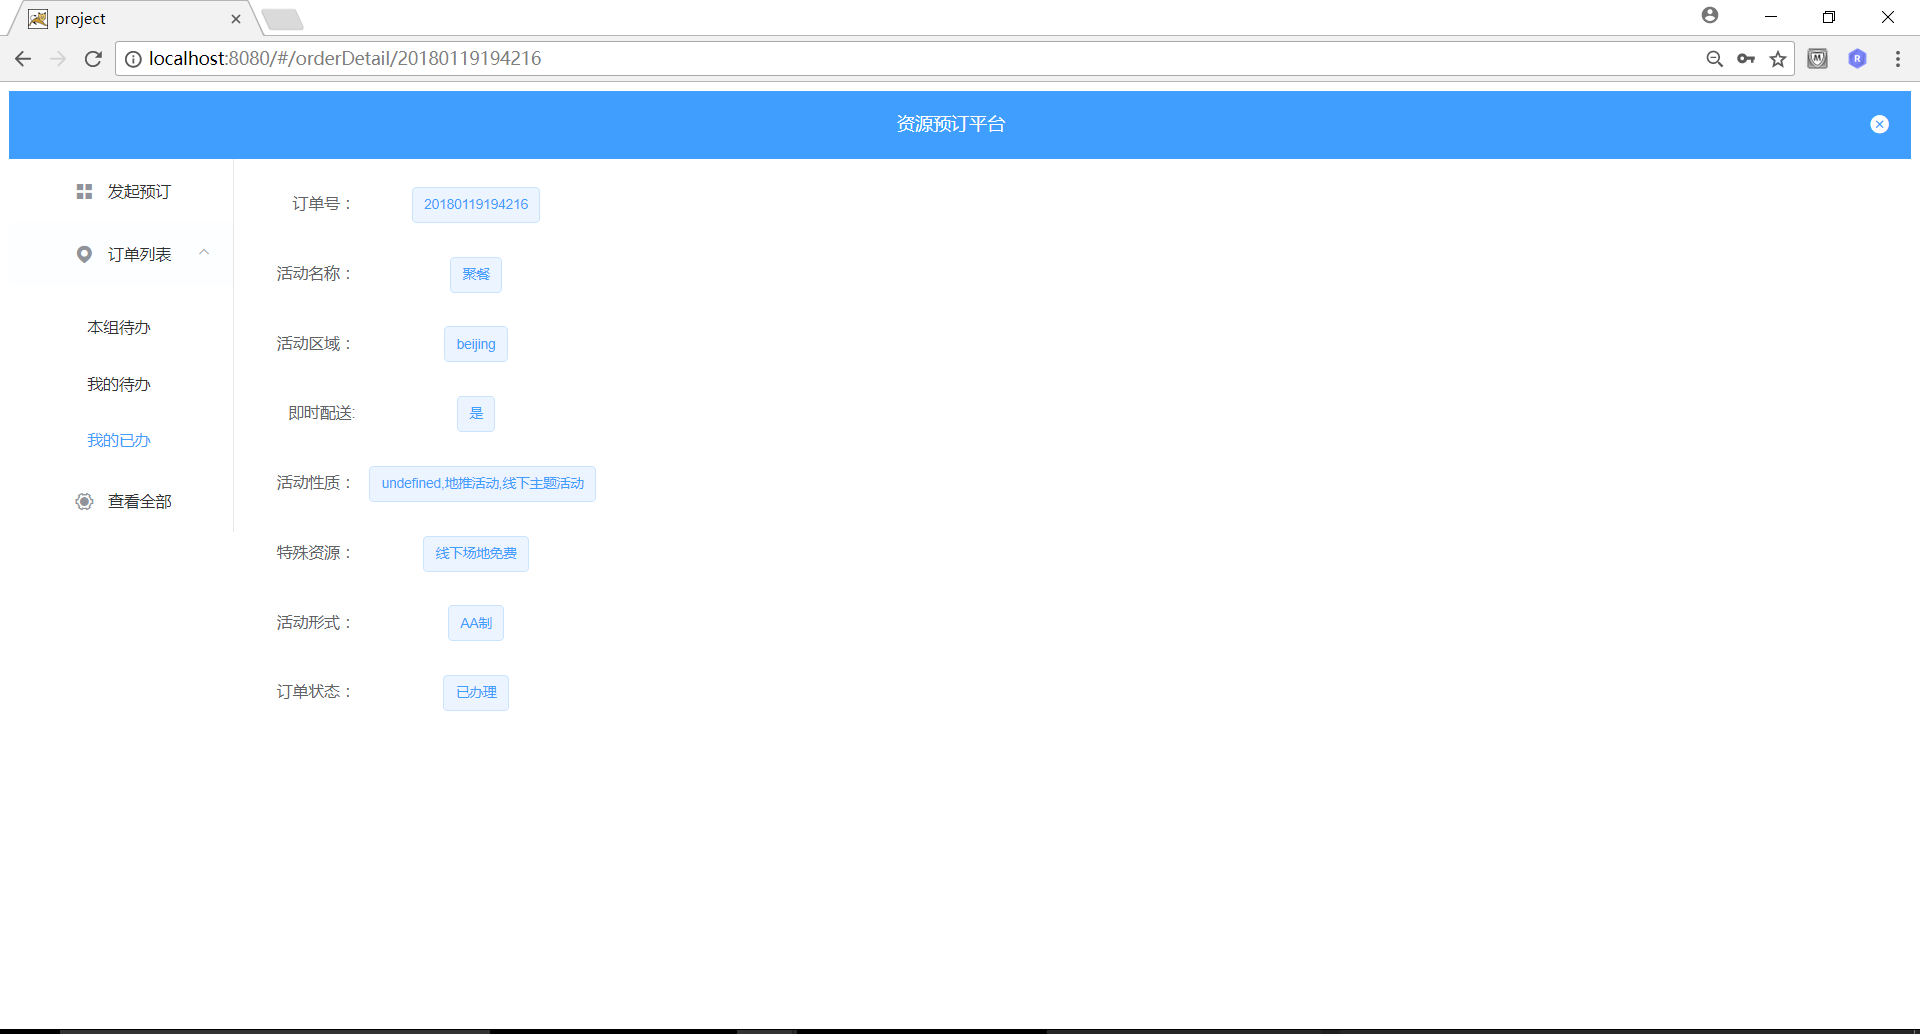 project
localhost:8080/#/orderDetail/20180119194216
资源预订平台
发起预订
订单列表
本组待办
我的待办
我的已办
查看全部
订单号： 20180119194216
活动名称： 聚餐
活动区域： beijing
即时配送: 是
活动性质： undefined,地推活动,线下主题活动
特殊资源： 线下场地免费
活动形式： AA制
订单状态： 已办理